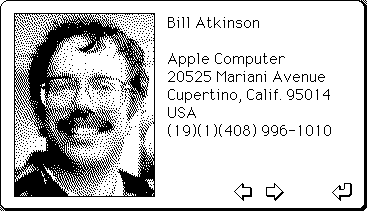 Bill Atkinson
Apple Computer
20525 Mariani Avenue
Cupertino, Calif. 95014
USA
(19)(1)(408) 996-1010